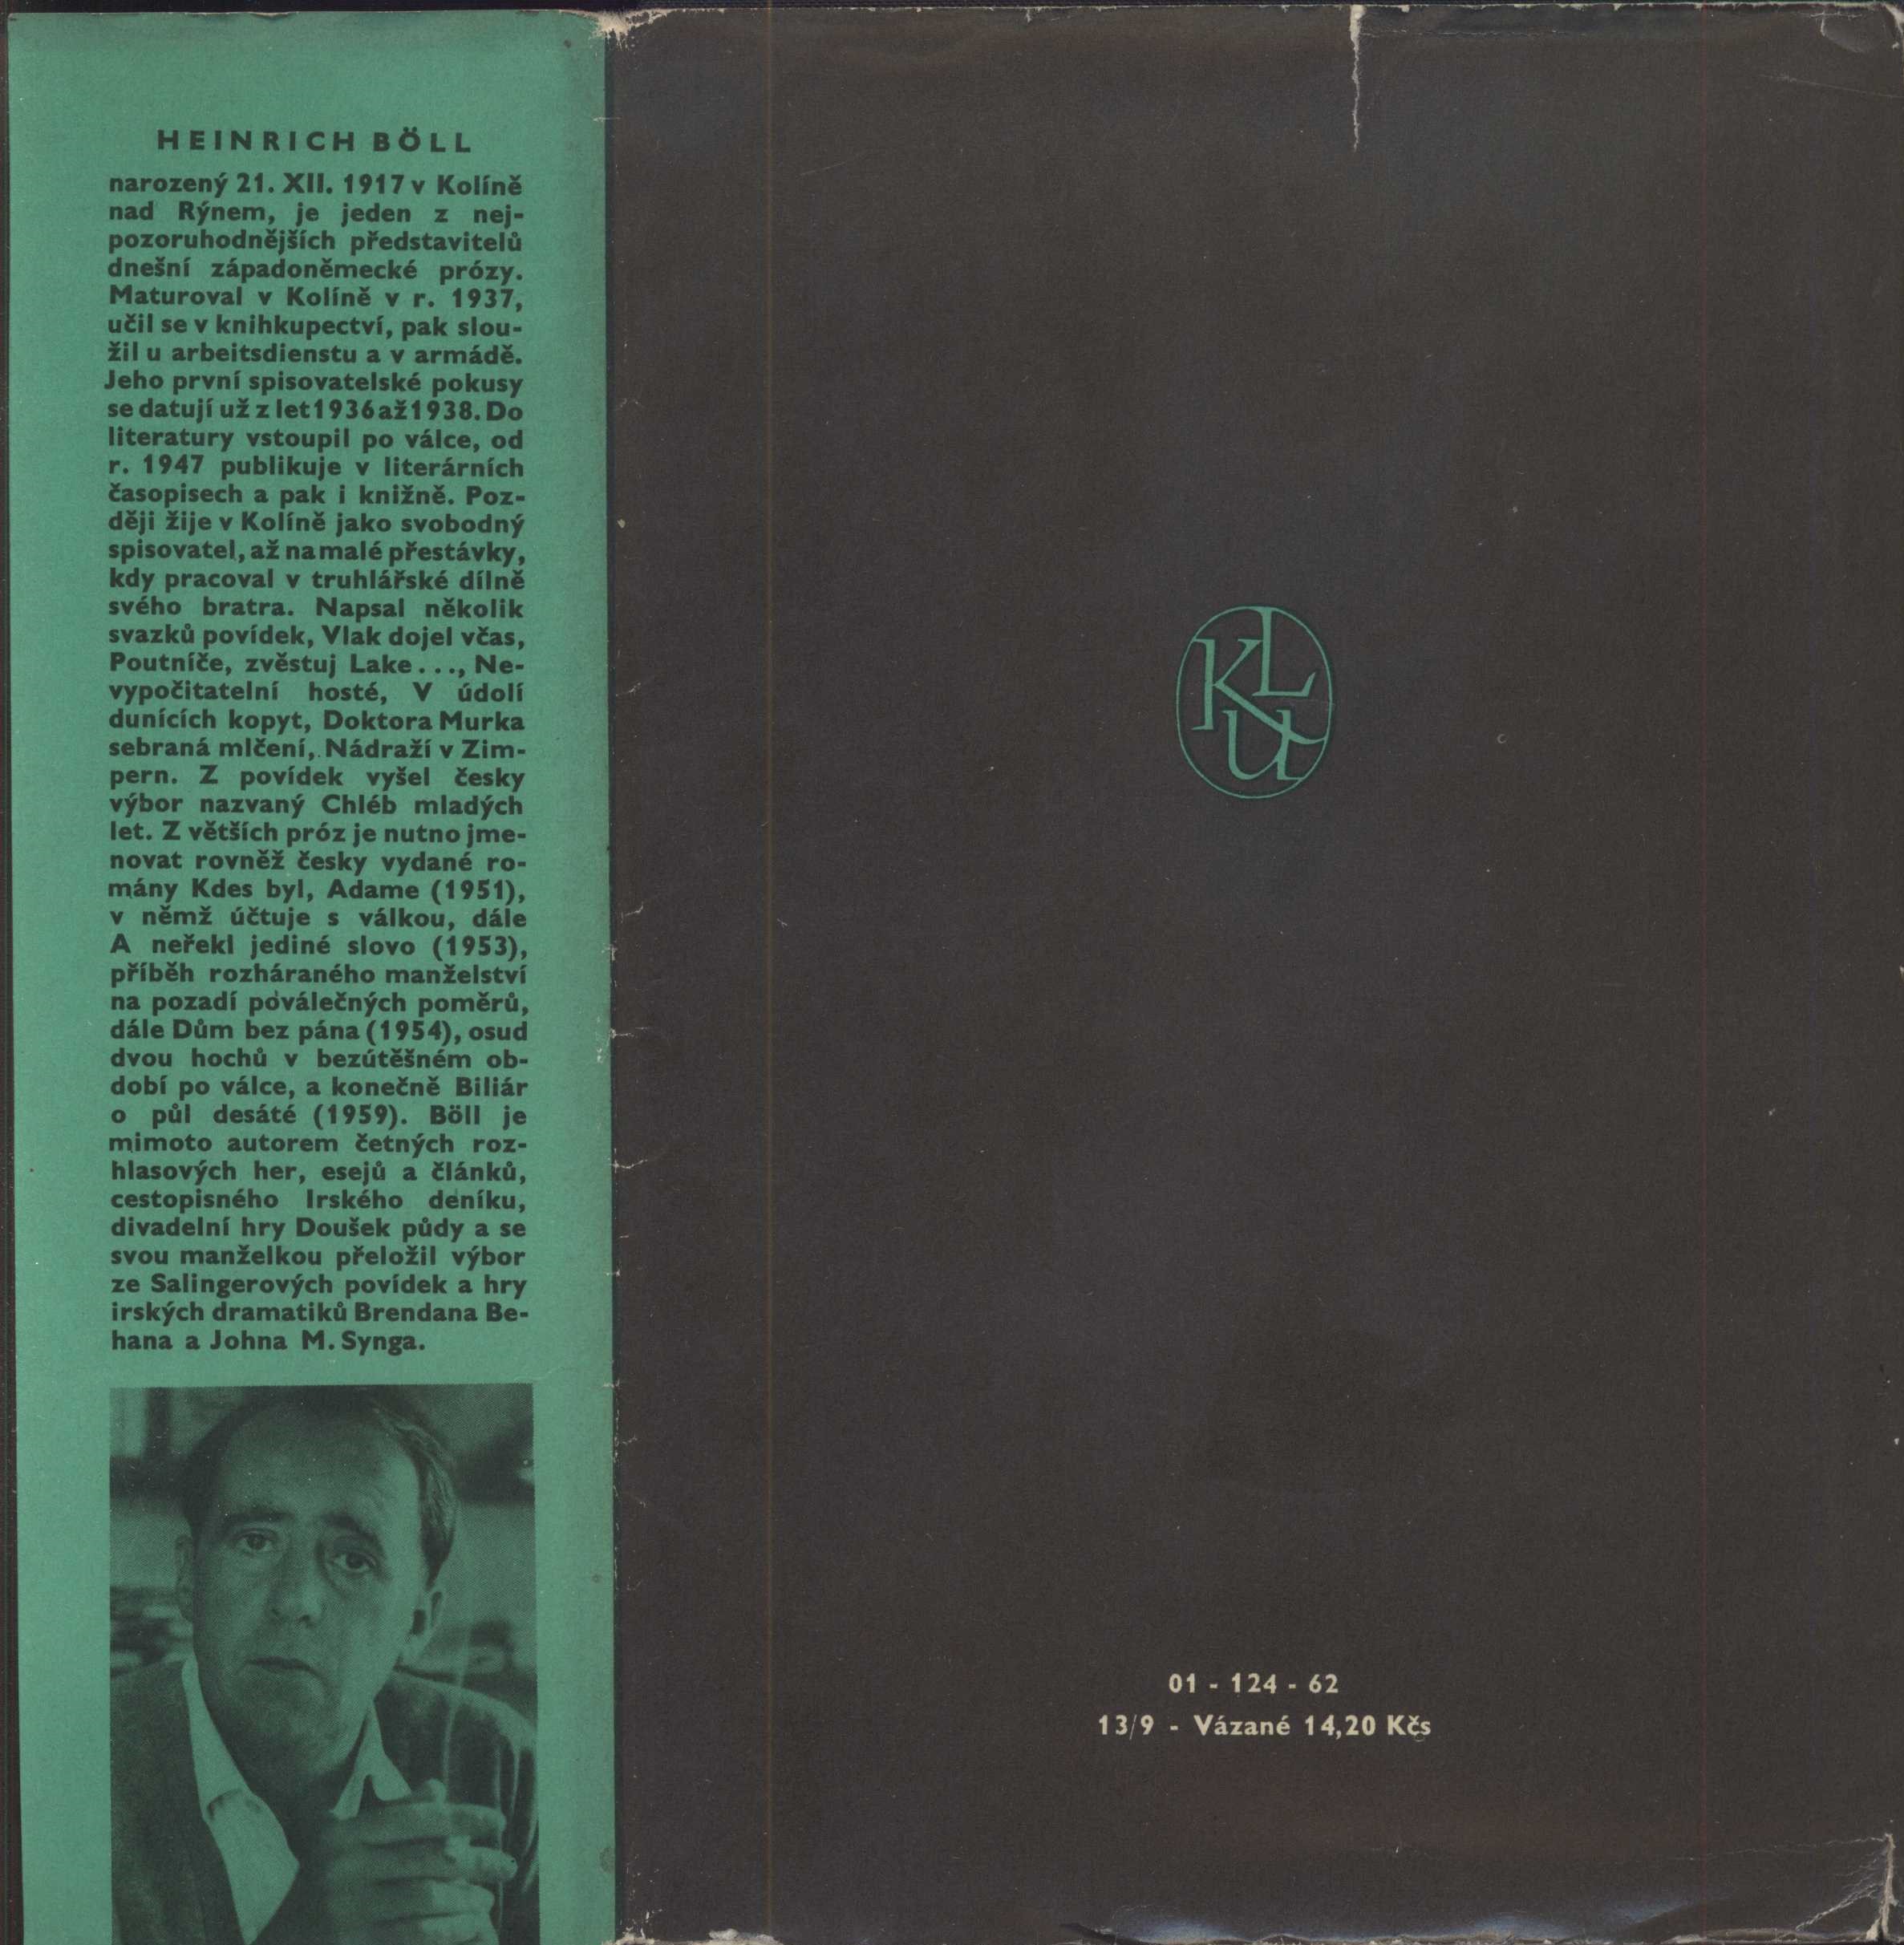 HEINRICH BÖLL
narozený 21. XII. 1917 v Kolíně
nad Rýnem, je jeden z nej-
pozoruhodnějších představitelů
dnešní západoněmecké prózy.
Maturoval v Kolíně v r. 1937,
učil se v knihkupectví, pak slou-
žil u arbeitsdienstu a v armádě.
Jeho první spisovatelské pokusy
se datují už z let 1936 až 1938. Do
literatury vstoupil po válce, od
r. 1947 publikuje v literárních
časopisech a pak i knižně. Poz-
ději žije v Kolíně jako svobodný
spisovatel, až na malé přestávky,
kdy pracoval v truhlářské dílně
svého bratra. Napsal několik
svazků povídek, Vlak dojel včas,
Poutníče, zvěstuj Lake..., Ne-
vypočitatelní hosté, V údolí
dunících kopyt, Doktora Murka
sebraná mlčení, Nádraží v Zim-
pern. Z povídek vyšel česky
výbor nazvaný Chléb mladých
let. Z větších próz je nutno jme-
novat rovněž česky vydané ro-
mány Kdes byl, Adame (1951),
v němž účtuje s válkou, dále
A neřekl jediné slovo (1953),
příběh rozháraného manželství
na pozadí poválečných poměrů,
dále Dům bez pána (1954), osud
dvou hochů v bezútěšném ob-
dobí po válce, a konečně Biliár
o půl desáté (1959). Böll je
mimoto autorem četných roz-
hlasových her, esejů a článků,
cestopisného Irského deníku,
divadelní hry Doušek půdy a se
svou manželkou přeložil výbor
ze Salingerových povídek a hry
irských dramatiků Brendana Be-
hana a Johna M. Synga.
KLU
01 - 124 - 62
13/9 - Vázané 14,20 Kčs